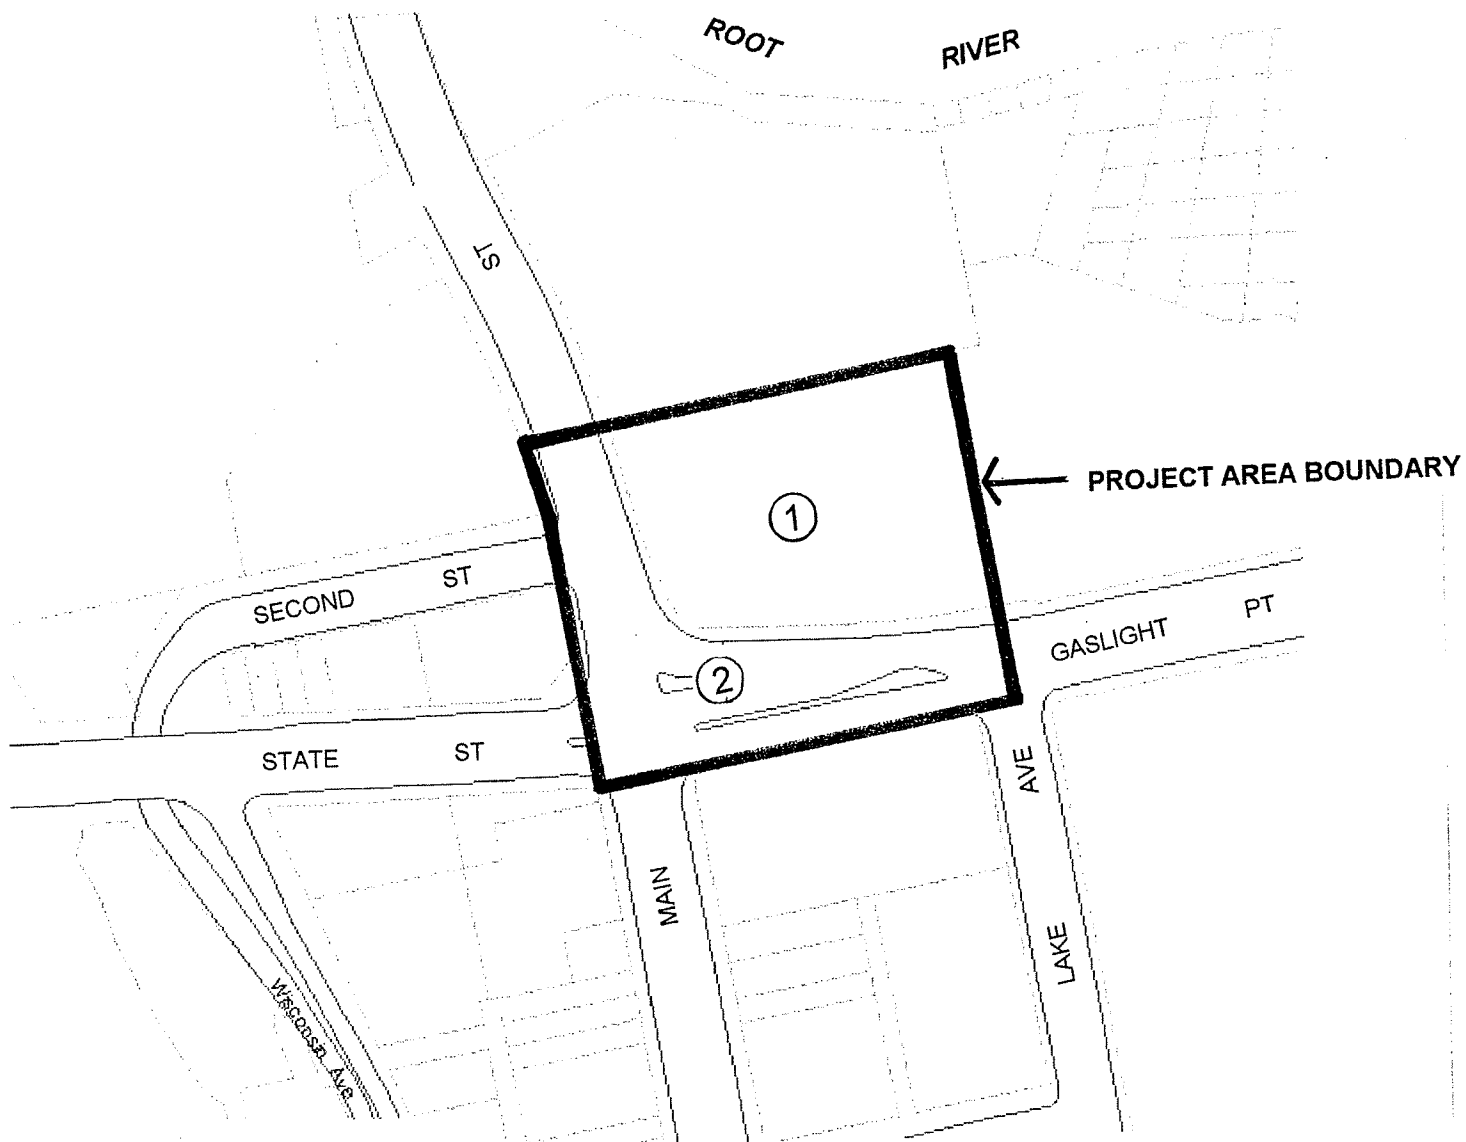 ROOT RIVER
ST
PROJECT AREA BOUNDARY
1
SECOND ST
GASLIGHT PT
2
STATE ST
AVE
MAIN
LAKE
Wisconsin Ave